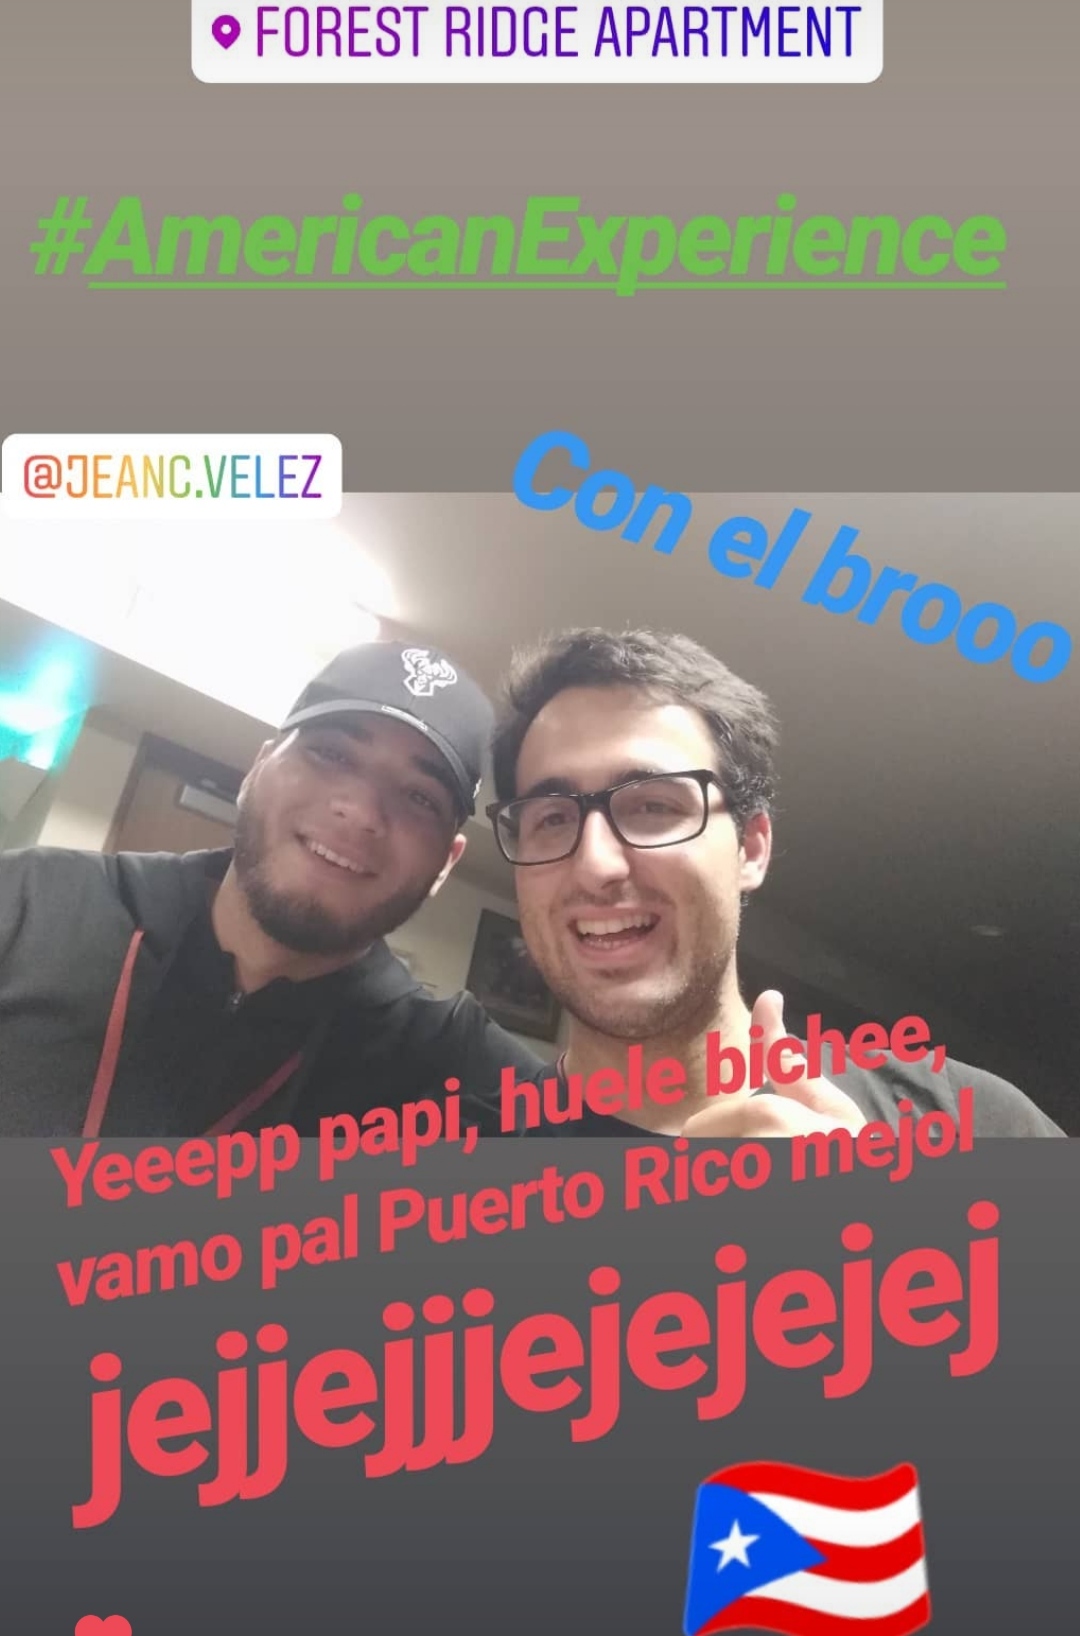 FOREST RIDGE APARTMENT
#AmericanExperience
@JEANC.VELEZ
Con el brooo
Yeeepp papi, huele bichee,
vamo pal Puerto Rico mejol
jejjejjjejejejej